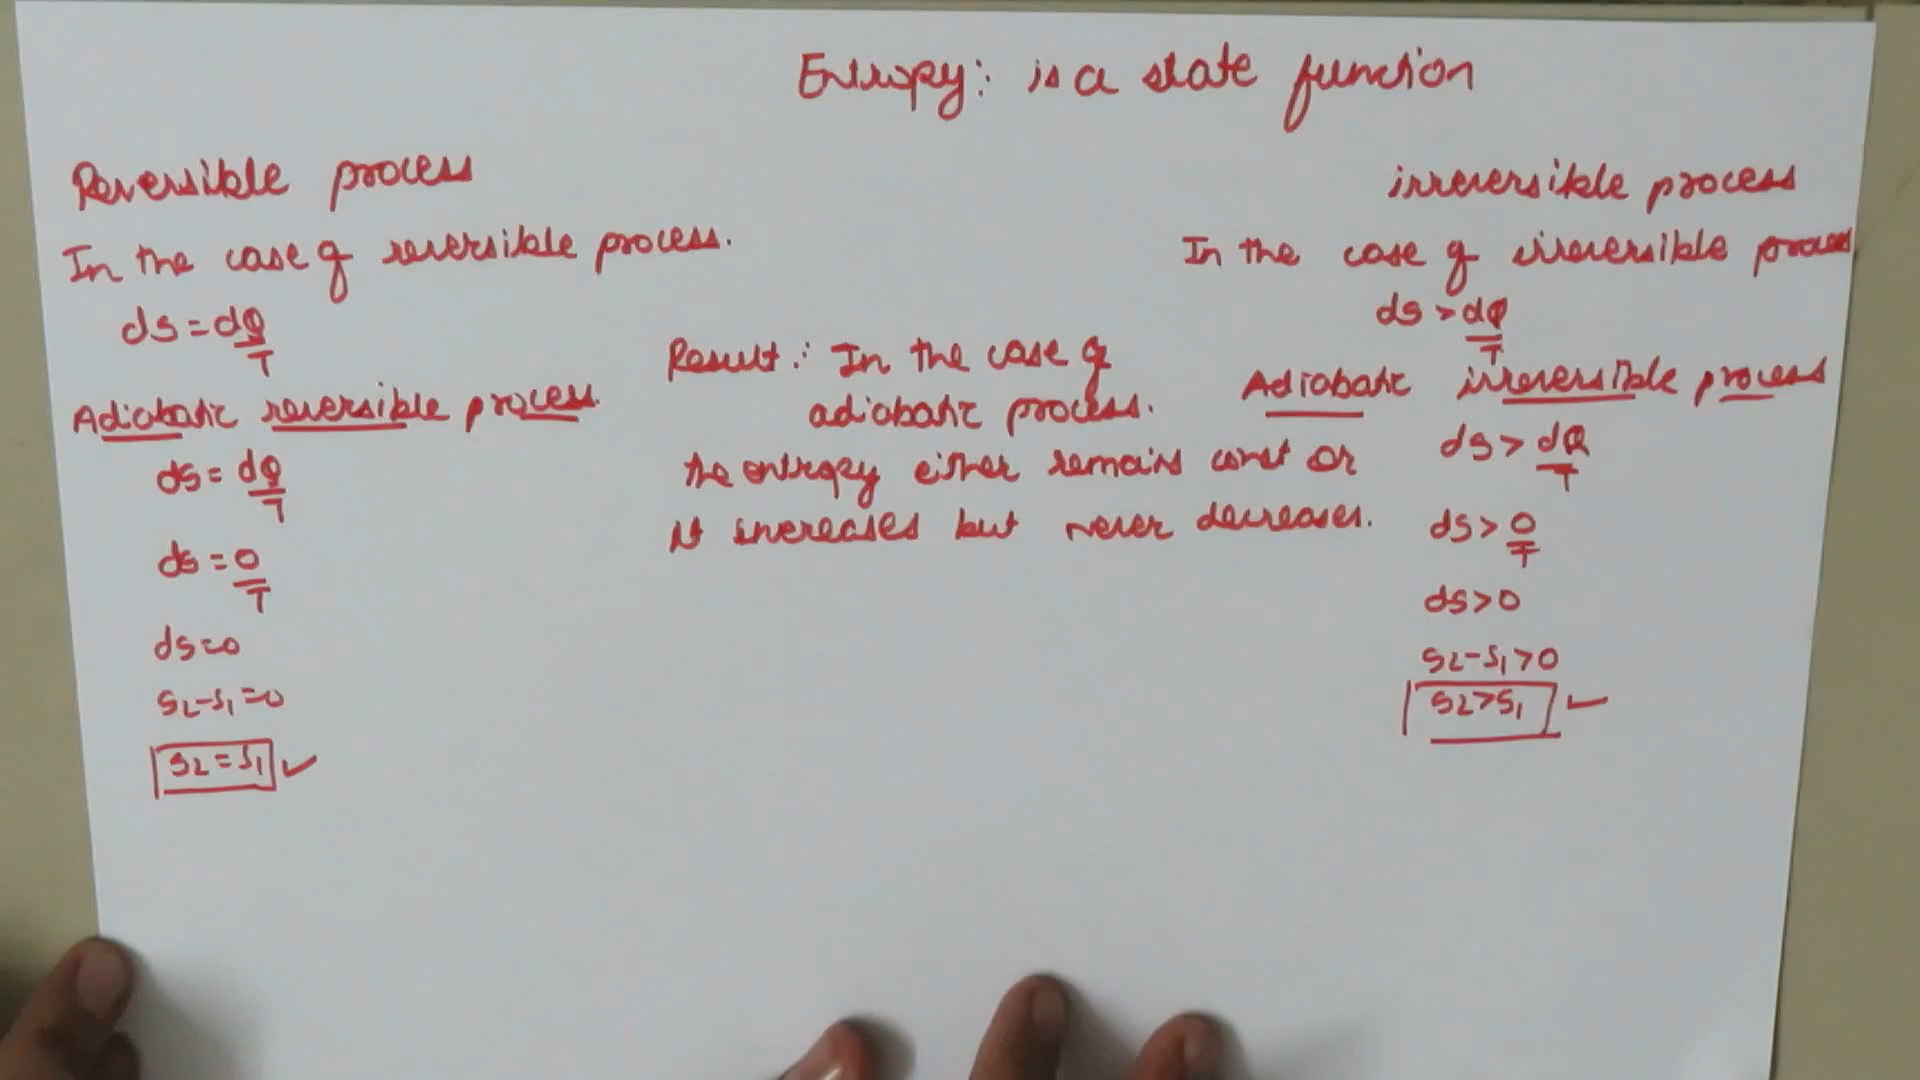 Entropy: is a state function
Reversible process
In the case of reversible process.
ds = dQ/T
Adiabatic reversible process.
ds = dQ/T
ds = 0/T
ds=0
S2-S1=0
S2=S1 ✓
Result: In the case of
adiabatic process.
the entropy either remains const or
it increases but never decreases.
irreversible process
In the case of irreversible process
ds > dQ/T
Adiabatic irreversible process
ds > dQ/T
ds > 0/T
ds>0
S2-S1>0
S2>S1 ✓